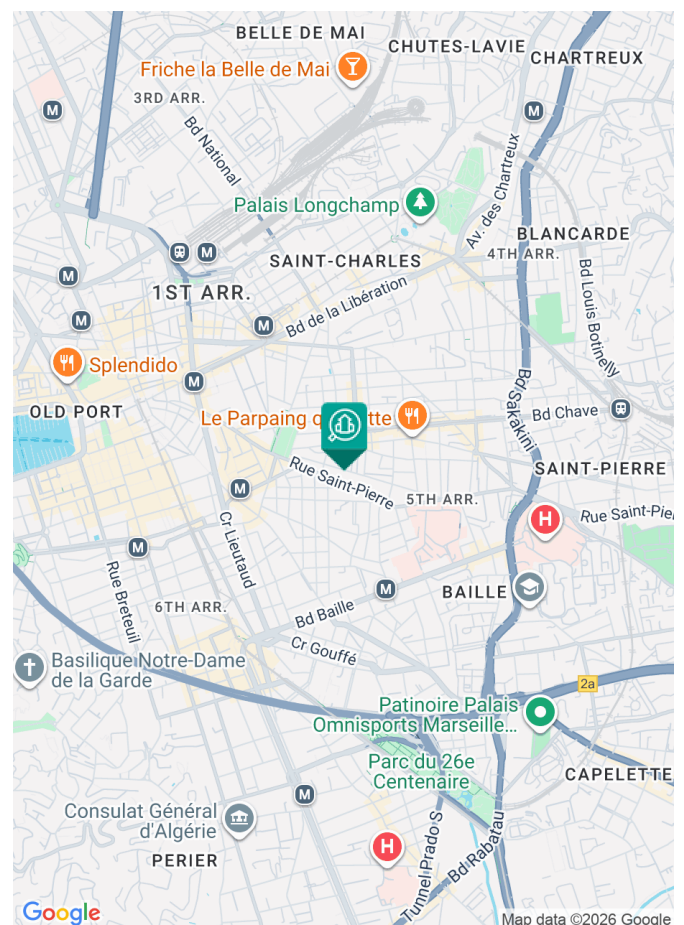 BELLE DE MAI
CHUTES-LAVIE
CHARTREUX
Friche la Belle de Mai
3RD ARR.
M
M
Bd National
Av. des Chartreux
Palais Longchamp
BLANCARDE
4TH ARR.
M
SAINT-CHARLES
M
1ST ARR.
Bd Louis Botinelly
Bd de la Libération
M
M
Splendido
M
Bd Sakakini
OLD PORT
Le Parpaing q
tte
Bd Chave
SAINT-PIERRE
Rue Saint-Pierre
M
5TH ARR.
H
Rue Saint-Pier
Cr Lieutaud
M
Rue Breteuil
M
BAILLE
6TH ARR.
Bd Baille
Cr Gouffé
Basilique Notre-Dame
de la Garde
2a
Patinoire Palais
Omnisports Marseille...
Parc du 26e
Centenaire
CAPELETTE
M
Consulat Général
d'Algérie
H
PERIER
Tunnel Prado S
Bd Rabatau
Google
Map data ©2026 Google